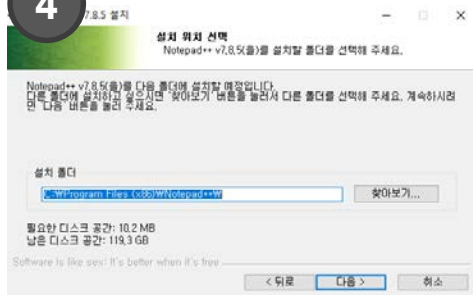 4
7.8.5 설치
설치 위치 선택
Notepad++ v7.8.5(을)를 설치할 폴더를 선택해 주세요.
Notepad++ v7.8.5(을)를 다음 폴더에 설치할 예정입니다.
다른 폴더에 설치하고 싶으시면 '찾아보기' 버튼을 눌러서 다른 폴더를 선택해 주세요. 계속하시려
면 '다음' 버튼을 눌러 주세요.
설치 폴더
C:₩Program Files (x86)₩Notepad++₩
찾아보기...
필요한 디스크 공간: 10.2 MB
남은 디스크 공간: 119.3 GB
Software is like sex: It's better when it's free
< 뒤로
다음 >
취소